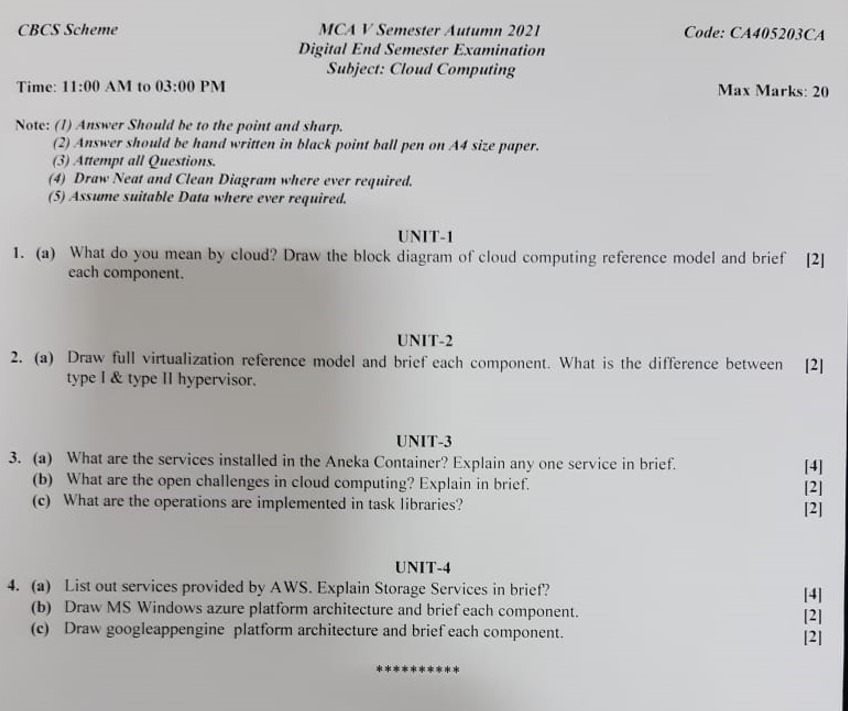 CBCS Scheme
MCA V Semester Autumn 2021
Code: CA405203CA
Digital End Semester Examination
Subject: Cloud Computing
Time: 11:00 AM to 03:00 PM
Max Marks: 20
Note: (1) Answer Should be to the point and sharp.
(2) Answer should be hand written in black point ball pen on A4 size paper.
(3) Attempt all Questions.
(4) Draw Neat and Clean Diagram where ever required.
(5) Assume suitable Data where ever required.
UNIT-1
1. (a) What do you mean by cloud? Draw the block diagram of cloud computing reference model and brief [2]
each component.
UNIT-2
2. (a) Draw full virtualization reference model and brief each component. What is the difference between [2]
type I & type II hypervisor.
UNIT-3
3. (a) What are the services installed in the Aneka Container? Explain any one service in brief. [4]
(b) What are the open challenges in cloud computing? Explain in brief. [2]
(c) What are the operations are implemented in task libraries? [2]
UNIT-4
4. (a) List out services provided by AWS. Explain Storage Services in brief? [4]
(b) Draw MS Windows azure platform architecture and brief each component. [2]
(c) Draw googleappengine platform architecture and brief each component. [2]
**********